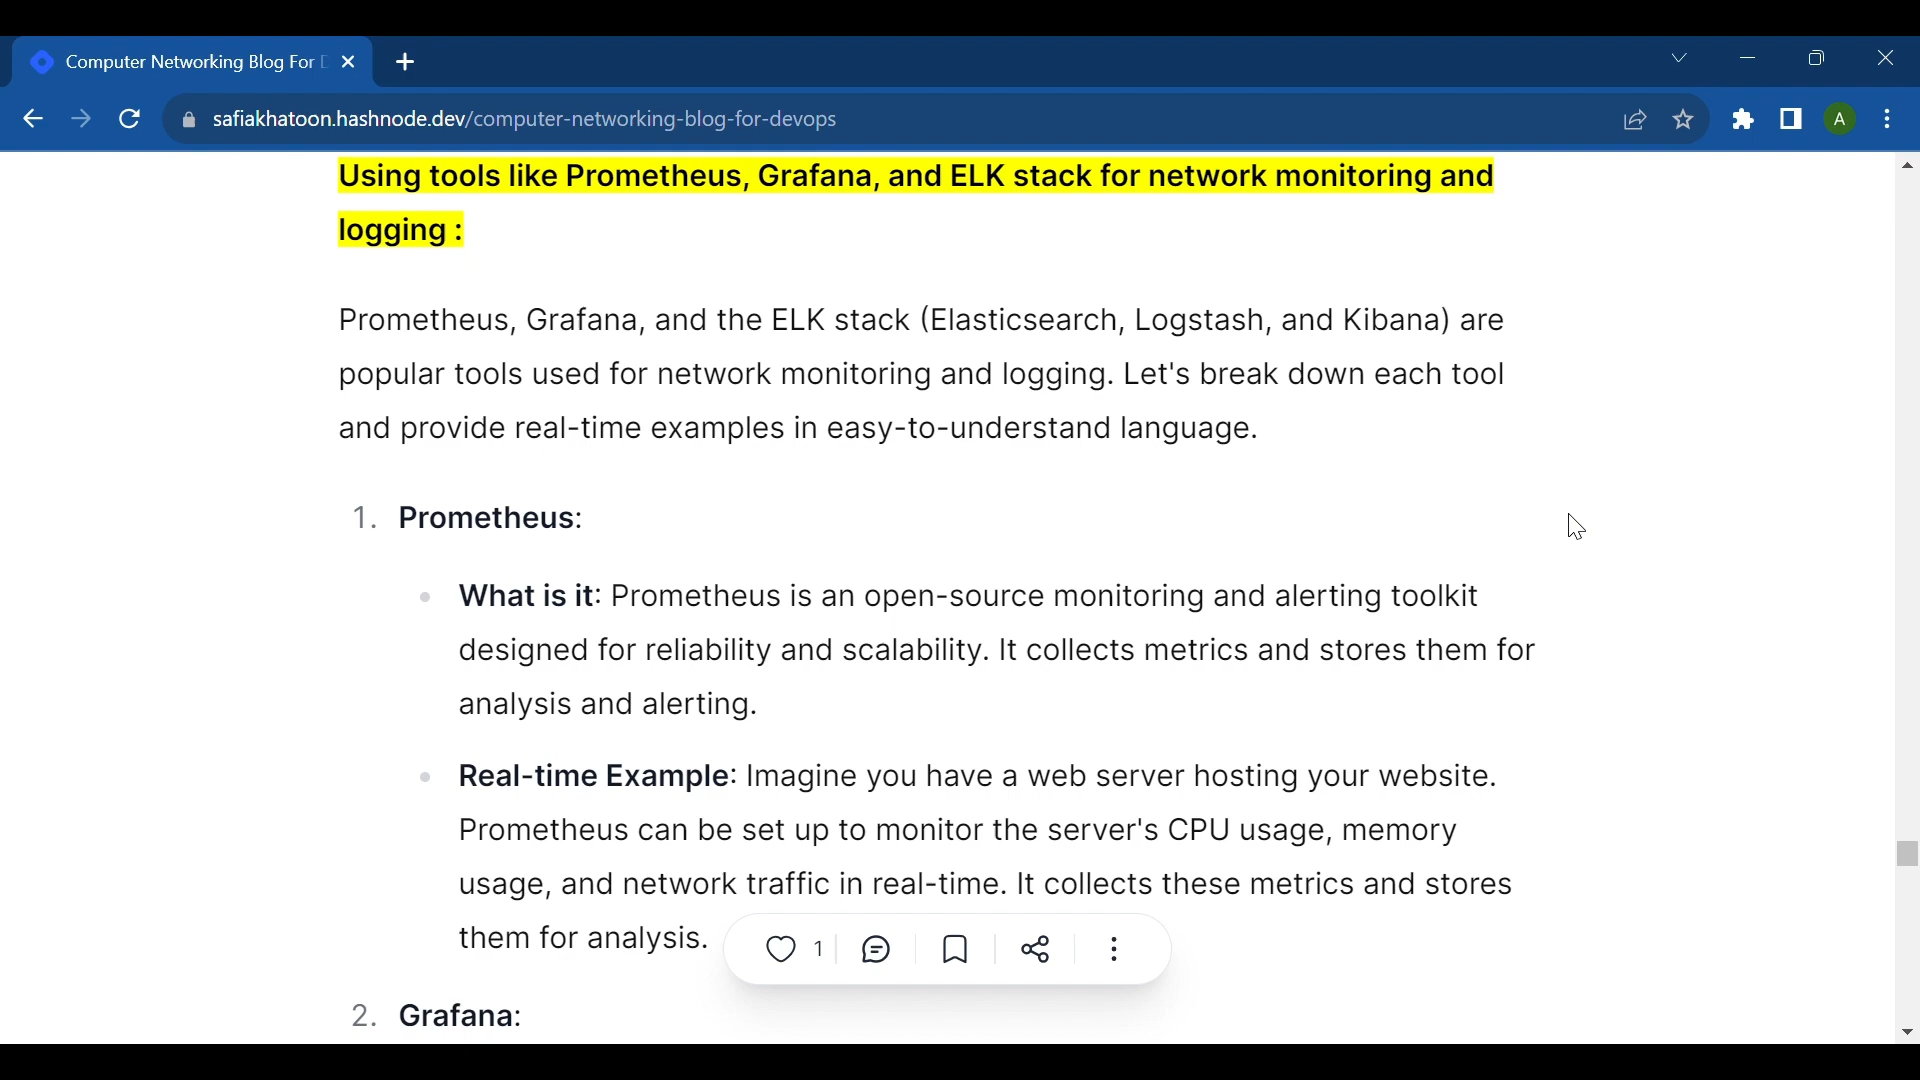 Computer Networking Blog For
safiakhatoon.hashnode.dev/computer-networking-blog-for-devops
A
Using tools like Prometheus, Grafana, and ELK stack for network monitoring and
logging :
Prometheus, Grafana, and the ELK stack (Elasticsearch, Logstash, and Kibana) are
popular tools used for network monitoring and logging. Let's break down each tool
and provide real-time examples in easy-to-understand language.
1. Prometheus:
• What is it: Prometheus is an open-source monitoring and alerting toolkit
designed for reliability and scalability. It collects metrics and stores them for
analysis and alerting.
• Real-time Example: Imagine you have a web server hosting your website.
Prometheus can be set up to monitor the server's CPU usage, memory
usage, and network traffic in real-time. It collects these metrics and stores
them for analysis.
1
2. Grafana: